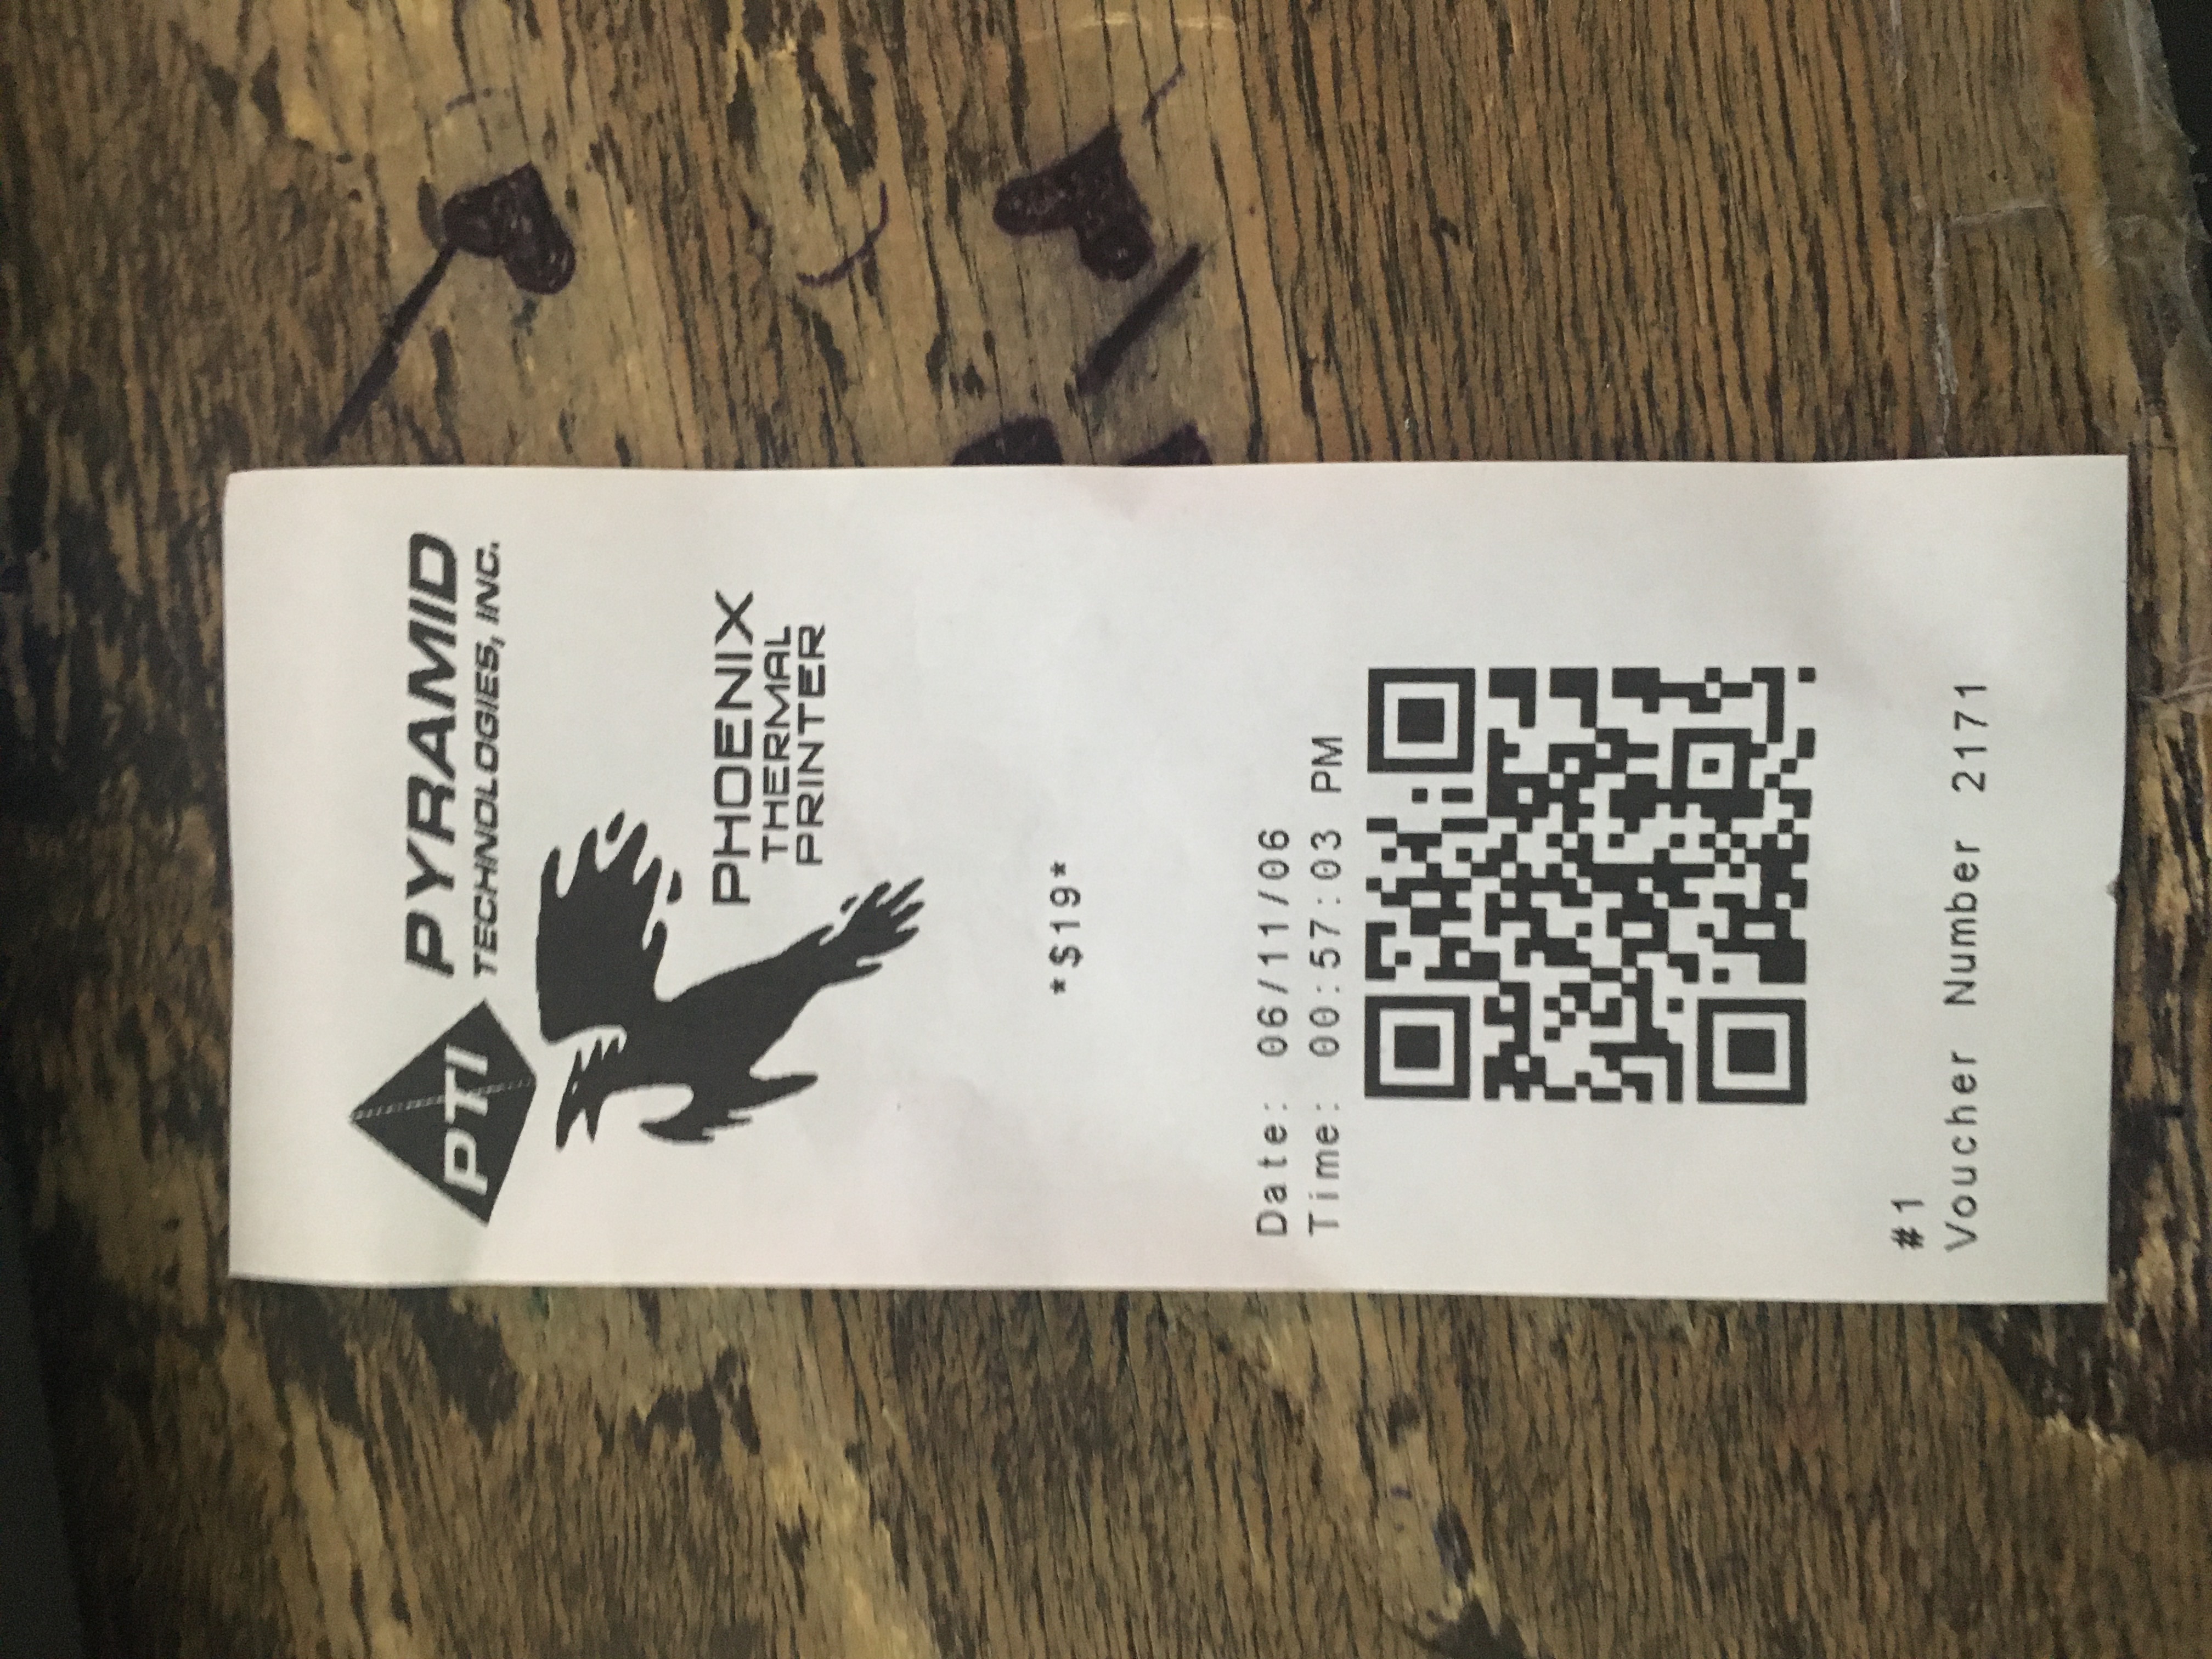 PTI
PYRAMID
TECHNOLOGIES, INC.
PHOENIX
THERMAL
PRINTER
*$19*
Date: 06/11/06
Time: 00:57:03 PM
#1
Voucher Number 2171